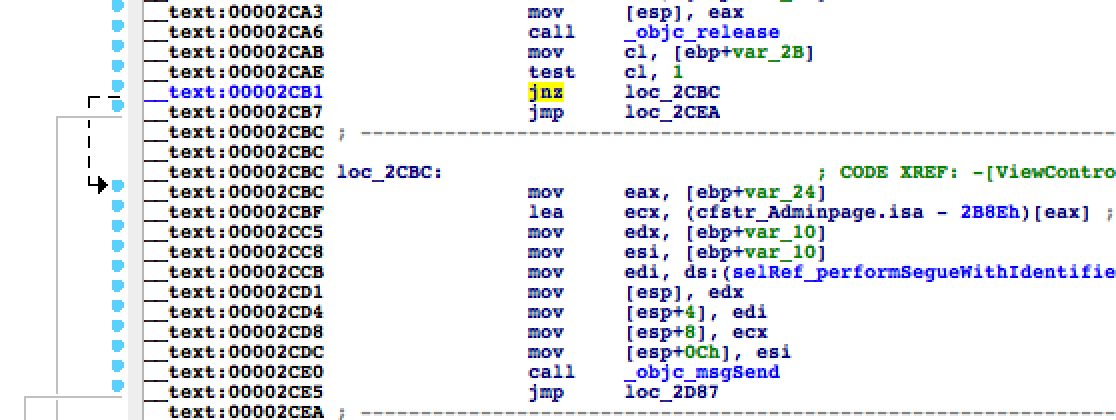 __text:00002CA3 mov [esp], eax
__text:00002CA6 call _objc_release
__text:00002CAB mov cl, [ebp+var_2B]
__text:00002CAE test cl, 1
__text:00002CB1 jnz loc_2CBC
__text:00002CB7 jmp loc_2CEA
__text:00002CBC ; ---------------------------------------------------------------------------
__text:00002CBC
__text:00002CBC loc_2CBC: ; CODE XREF: -[ViewContro
__text:00002CBC mov eax, [ebp+var_24]
__text:00002CBF lea ecx, (cfstr_Adminpage.isa - 2B8Eh)[eax] ;
__text:00002CC5 mov edx, [ebp+var_10]
__text:00002CC8 mov esi, [ebp+var_10]
__text:00002CCB mov edi, ds:(selRef_performSegueWithIdentifie
__text:00002CD1 mov [esp], edx
__text:00002CD4 mov [esp+4], edi
__text:00002CD8 mov [esp+8], ecx
__text:00002CDC mov [esp+0Ch], esi
__text:00002CE0 call _objc_msgSend
__text:00002CE5 jmp loc_2D87
__text:00002CEA ; ---------------------------------------------------------------------------